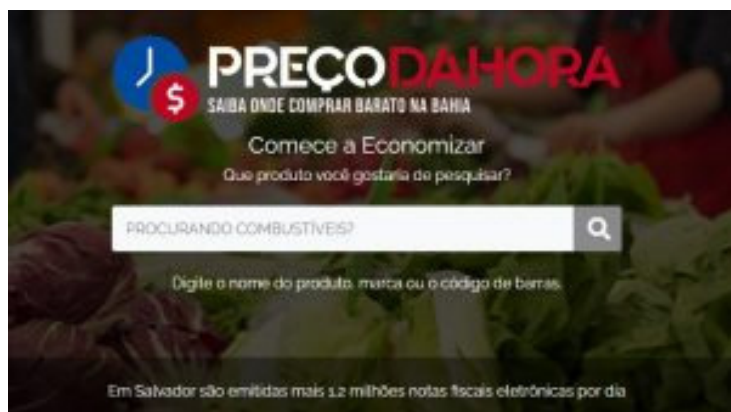 PREÇODAHORA
SAIBA ONDE COMPRAR BARATO NA BAHIA
Comece a Economizar
Que produto você gostaria de pesquisar?
PROCURANDO COMBUSTÍVEIS?
Digite o nome do produto, marca ou o código de barras.
Em Salvador são emitidas mais 1.2 milhões notas fiscais eletrônicas por dia